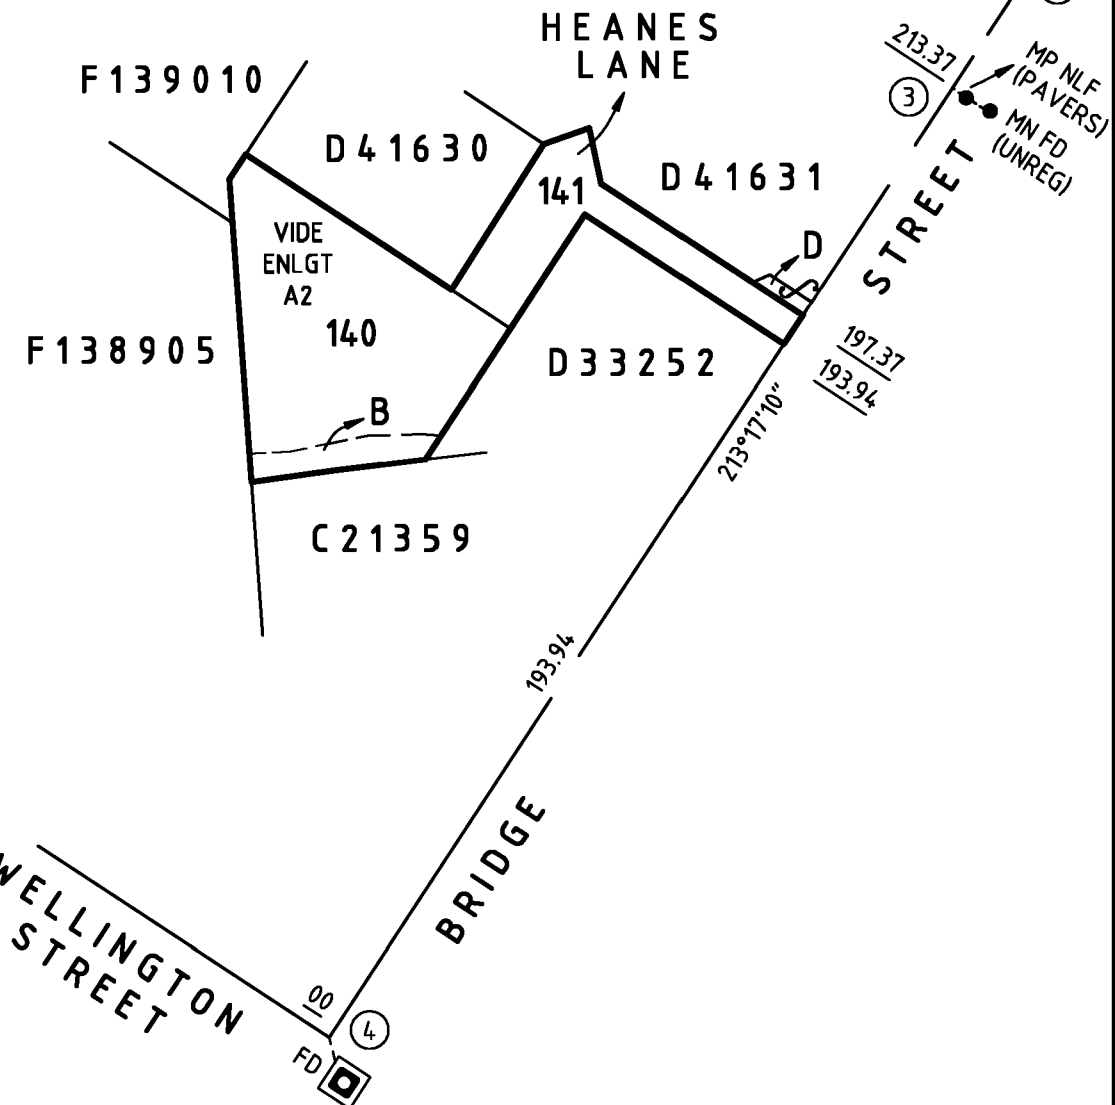 HEANES
LANE
F139010
D41630
213.37
3
MP NLF
(PAVERS)
MN FD
(UNREG)
141
D41631
STREET
VIDE
ENLGT
A2
D
140
F138905
D33252
197.37
193.94
B
213°17'10"
C21359
193.94
BRIDGE
WELLINGTON
STREET
00
4
FD